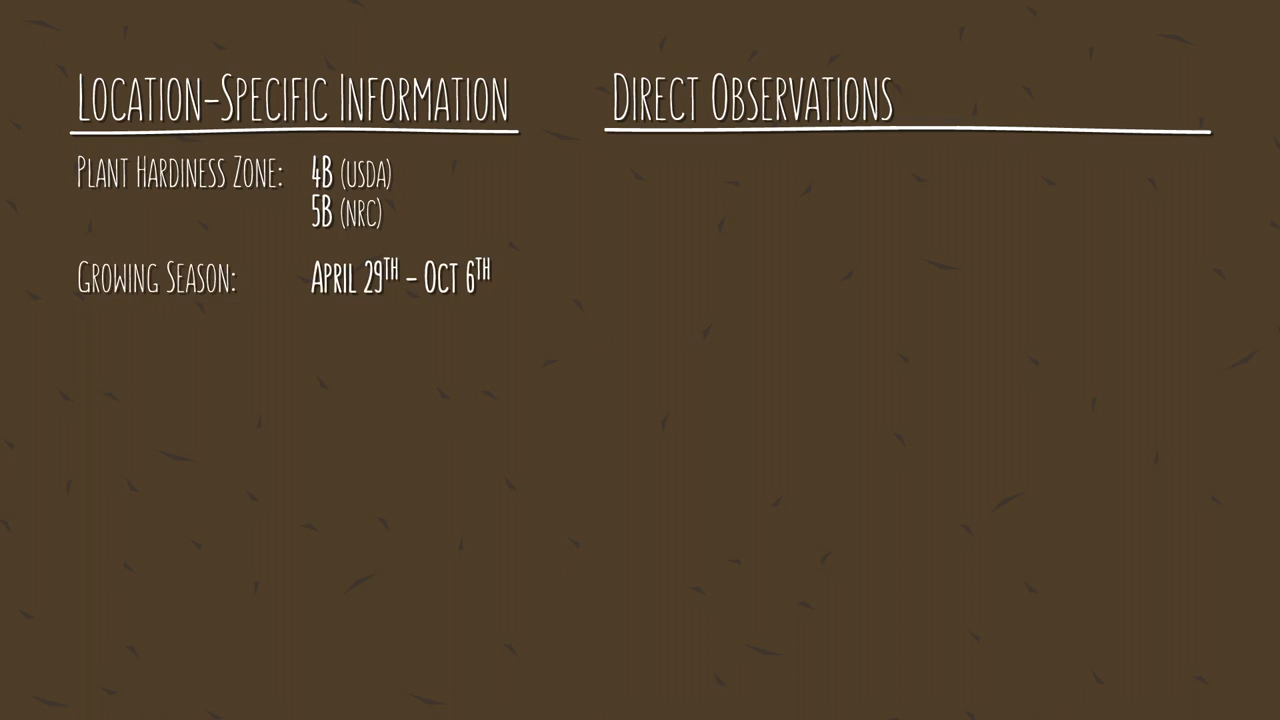 Location-Specific Information
Plant Hardiness Zone: 4B (USDA)
5B (NRC)
Growing Season: April 29th - Oct 6th
Direct Observations